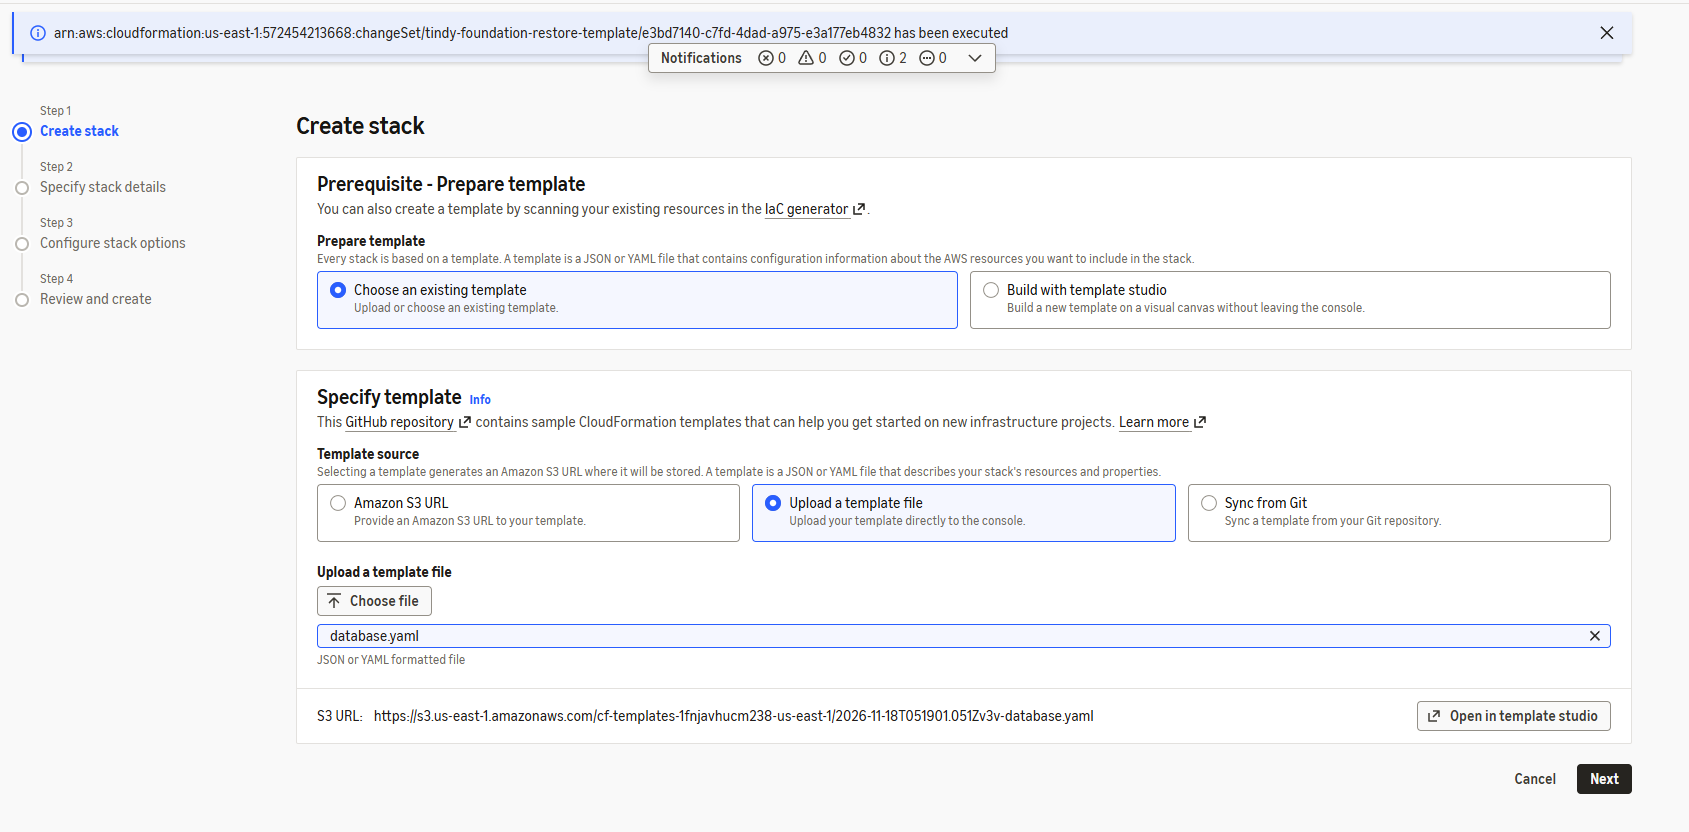 arn:aws:cloudformation:us-east-1:572454213668:changeSet/tindy-foundation-restore-template/e3bd7140-c7fd-4dad-a975-e3a177eb4832 has been executed
Notifications 0 0 0 2 0
Step 1
Create stack
Step 2
Specify stack details
Step 3
Configure stack options
Step 4
Review and create
Create stack
Prerequisite - Prepare template
You can also create a template by scanning your existing resources in the IaC generator.
Prepare template
Every stack is based on a template. A template is a JSON or YAML file that contains configuration information about the AWS resources you want to include in the stack.
Choose an existing template
Upload or choose an existing template.
Build with template studio
Build a new template on a visual canvas without leaving the console.
Specify template Info
This GitHub repository contains sample CloudFormation templates that can help you get started on new infrastructure projects. Learn more
Template source
Selecting a template generates an Amazon S3 URL where it will be stored. A template is a JSON or YAML file that describes your stack's resources and properties.
Amazon S3 URL
Provide an Amazon S3 URL to your template.
Upload a template file
Upload your template directly to the console.
Sync from Git
Sync a template from your Git repository.
Upload a template file
Choose file
database.yaml
JSON or YAML formatted file
S3 URL: https://s3.us-east-1.amazonaws.com/cf-templates-1fnjavhucm238-us-east-1/2026-11-18T051901.051Zv3v-database.yaml
Open in template studio
Cancel
Next